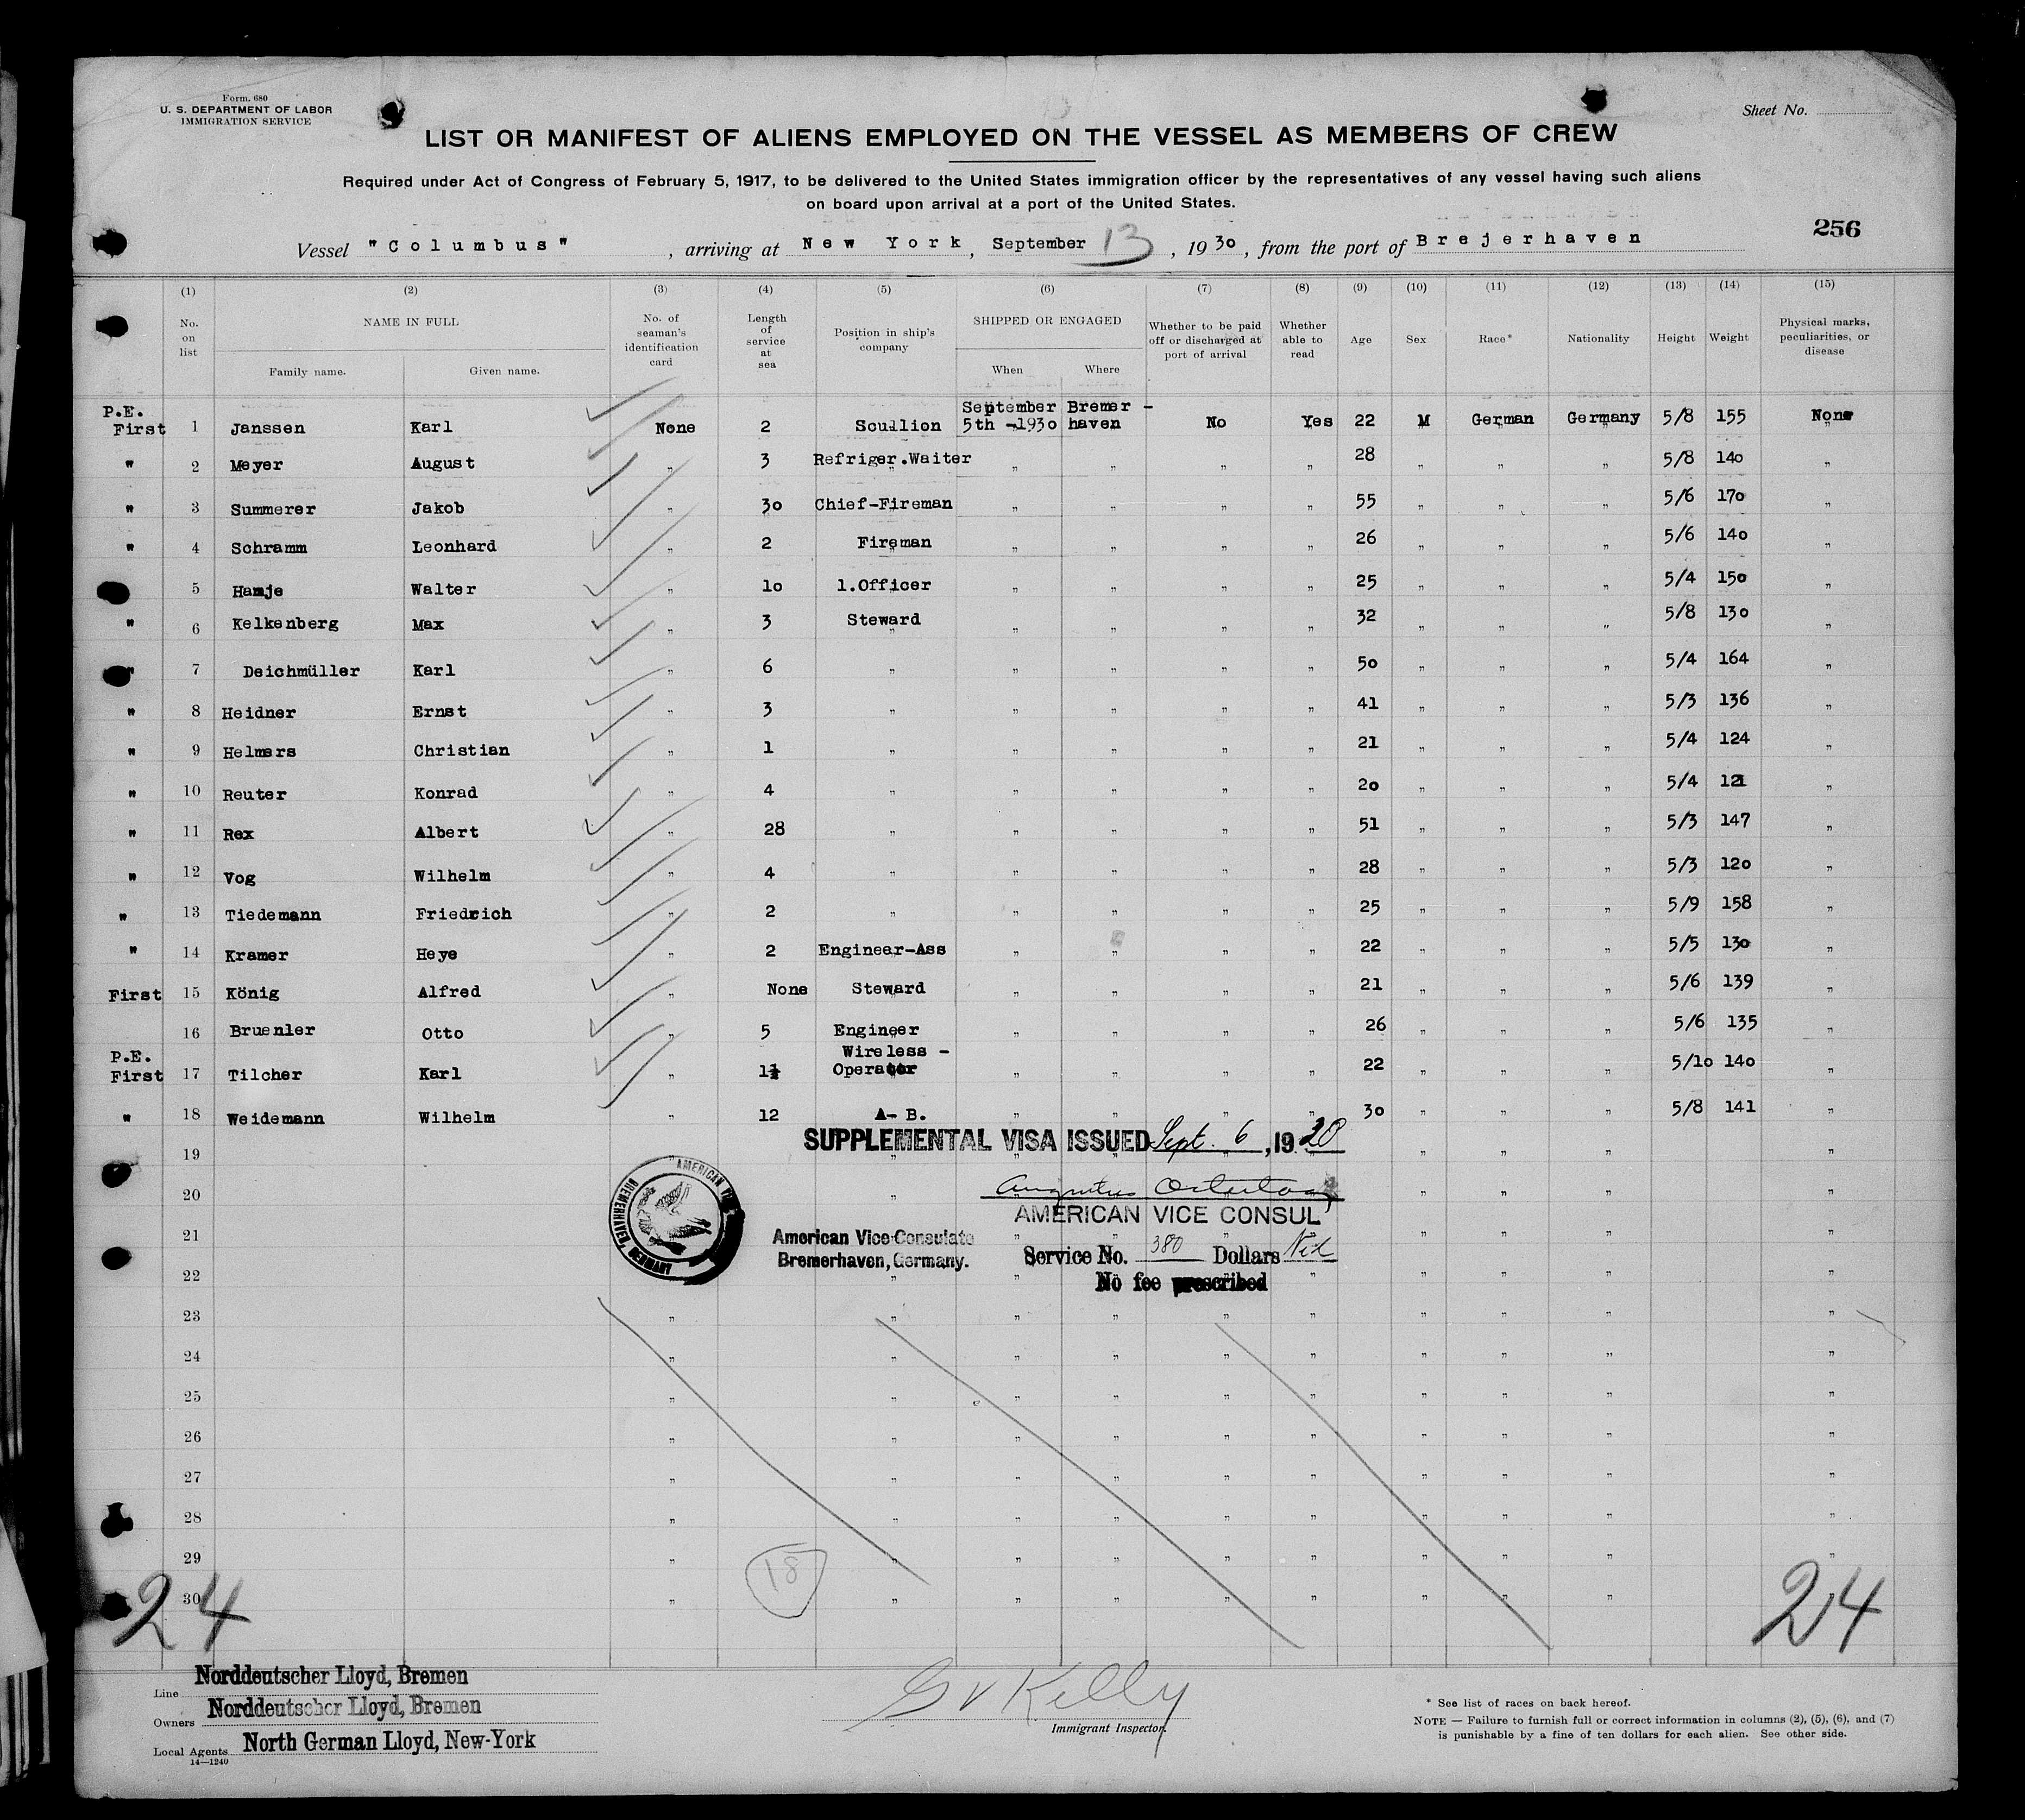 Form. 680
U. S. DEPARTMENT OF LABOR
IMMIGRATION SERVICE
Sheet No.
LIST OR MANIFEST OF ALIENS EMPLOYED ON THE VESSEL AS MEMBERS OF CREW
Required under Act of Congress of February 5, 1917, to be delivered to the United States immigration officer by the representatives of any vessel having such aliens
on board upon arrival at a port of the United States.
256
Vessel "Columbus", arriving at New York, September 13, 1930, from the port of Brejerhaven
(1) (2) (3) (4) (5) (6) (7) (8) (9) (10) (11) (12) (13) (14) (15)
No. on list NAME IN FULL Family name. Given name. No. of seaman's identification card Length of service at sea Position in ship's company SHIPPED OR ENGAGED When Where Whether to be paid off or discharged at port of arrival Whether able to read Age Sex Race* Nationality Height Weight Physical marks, peculiarities, or disease
P.E. First 1 Janssen Karl None 2 Scullion September 5th -1930 Bremer-haven No Yes 22 M German Germany 5/8 155 None
" 2 Meyer August " 3 Refriger.Waiter " " " " 28 " " " 5/8 140 "
" 3 Summerer Jakob " 30 Chief-Fireman " " " " 55 " " " 5/6 170 "
" 4 Schramm Leonhard " 2 Fireman " " " " 26 " " " 5/6 140 "
5 Hamje Walter " 10 1.Officer " " " " 25 " " " 5/4 150 "
" 6 Kelkenberg Max " 3 Steward " " " " 32 " " " 5/8 130 "
" 7 Deichmüller Karl " 6 " " " " " 50 " " " 5/4 164 "
" 8 Heidner Ernst " 3 " " " " " 41 " " " 5/3 136 "
" 9 Helmers Christian " 1 " " " " " 21 " " " 5/4 124 "
" 10 Reuter Konrad " 4 " " " " " 20 " " " 5/4 121 "
" 11 Rex Albert " 28 " " " " " 51 " " " 5/3 147 "
" 12 Vog Wilhelm " 4 " " " " " 28 " " " 5/3 120 "
" 13 Tiedemann Friedrich " 2 " " " " " 25 " " " 5/9 158 "
" 14 Kramer Heye " 2 Engineer-Ass " " " " 22 " " " 5/5 130 "
First 15 König Alfred " None Steward " " " " 21 " " " 5/6 139 "
16 Bruenler Otto " 5 Engineer " " " " 26 " " " 5/6 135 "
P.E. First 17 Tilcher Karl " Wireless - Operator " " " " 22 " " " 5/10 140 "
" 18 Weidemann Wilhelm " 12 A- B. " " " " 30 " " " 5/8 141 "
SUPPLEMENTAL VISA ISSUED Sept. 6, 1930
19
20
AMERICAN VICE CONSUL
BREMERHAVEN, GERMANY
21
American Vice Consulate
Bremerhaven, Germany.
Service No. 380 Dollars Nil
22
No fee prescribed
23
24
25
26
27
28
29
18
30
24
24
Line Norddeutscher Lloyd, Bremen
Owners Norddeutscher Lloyd, Bremen
Local Agents North German Lloyd, New-York
14—1240
G V Kelly
Immigrant Inspector.
* See list of races on back hereof.
NOTE — Failure to furnish full or correct information in columns (2), (5), (6), and (7)
is punishable by a fine of ten dollars for each alien. See other side.